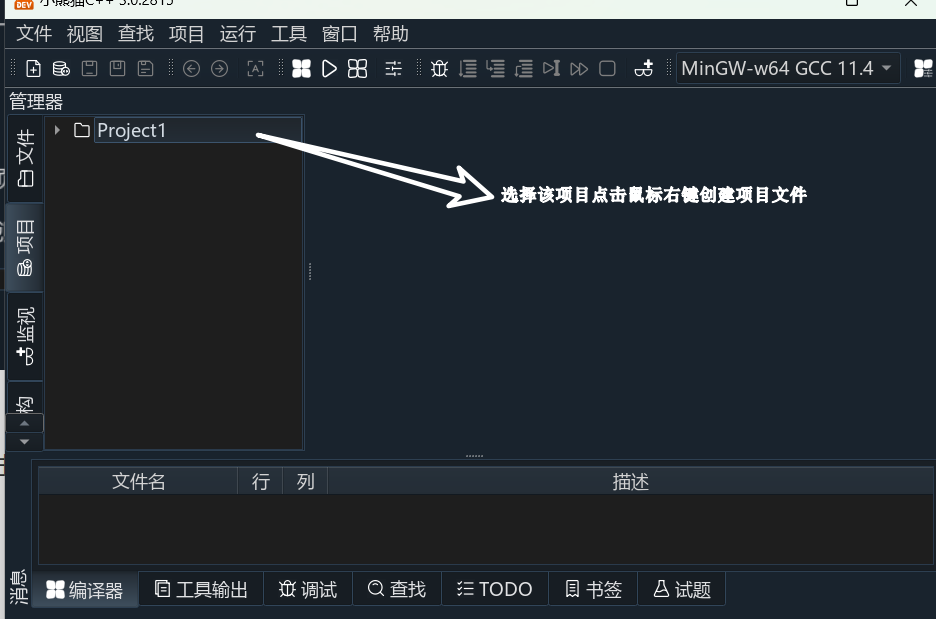 DEV 小熊猫C++ 3.0.2815
文件 视图 查找 项目 运行 工具 窗口 帮助
MinGW-w64 GCC 11.4
管理器
文件
项目
监视
构
Project1
选择该项目点击鼠标右键创建项目文件
文件名 行 列 描述
消息
编译器 工具输出 调试 查找 TODO 书签 试题